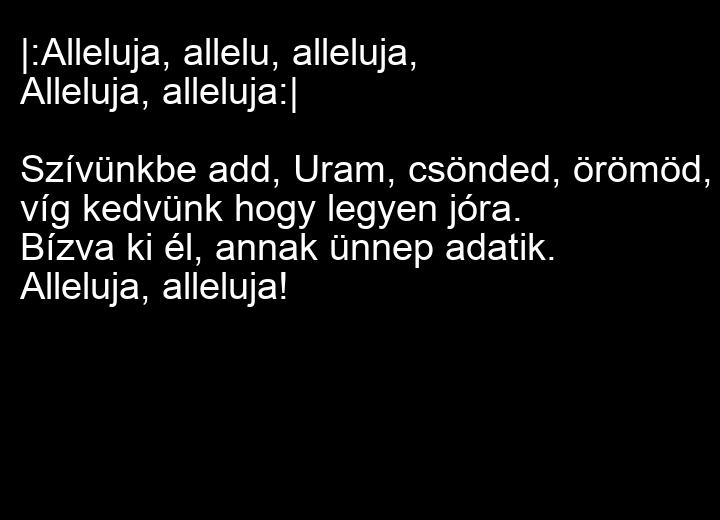 |:Alleluja, allelu, alleluja,
Alleluja, alleluja:|
Szívünkbe add, Uram, csönded, örömöd,
víg kedvünk hogy legyen jóra.
Bízva ki él, annak ünnep adatik.
Alleluja, alleluja!